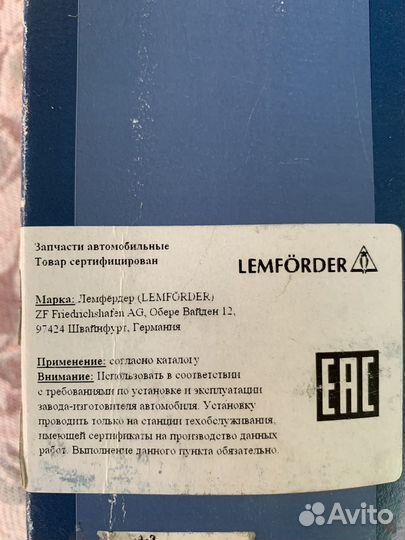 Запчасти автомобильные
Товар сертифицирован
LEMFÖRDER
Марка: Лемфёрдер (LEMFÖRDER)
ZF Friedrichshafen AG, Обере Вайден 12,
97424 Швайнфурт, Германия
Применение: согласно каталогу
Внимание: Использовать в соответствии
с требованиями по установке и эксплуатации
завода-изготовителя автомобиля. Установку
проводить только на станции техобслуживания,
имеющей сертификаты на производство данных
работ. Выполнение данного пункта обязательно.
EAC
Avito